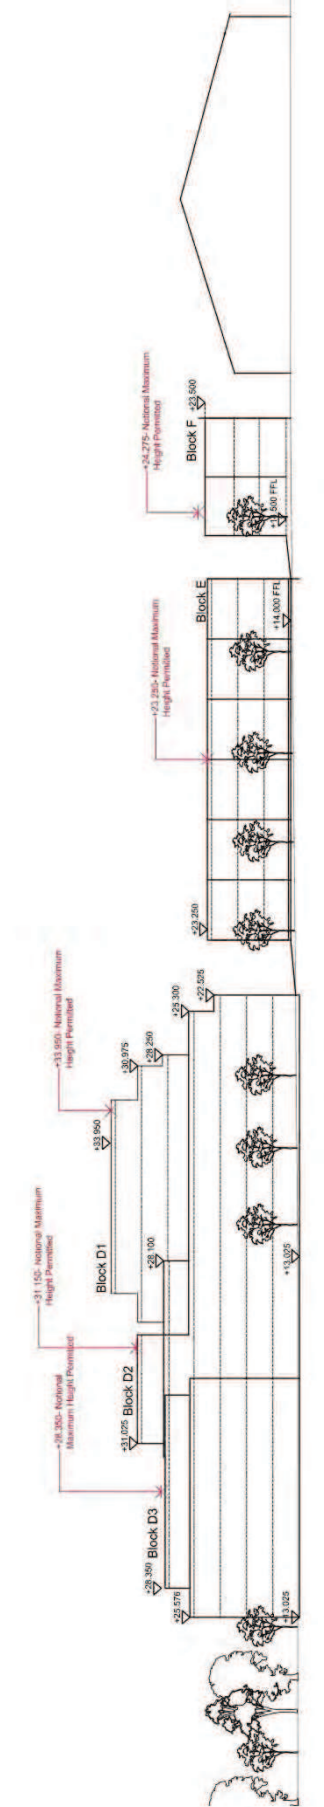 +28.350- Notional
Maximum Height Permitted
+31.150- Notional Maximum
Height Permitted
+33.950- Notional Maximum
Height Permitted
+23.250- Notional Maximum
Height Permitted
+24.275- Notional Maximum
Height Permitted
Block D3
+28.350
+25.576
+13.025
Block D2
+31.025
Block D1
+28.100
+33.950
+30.975
+28.250
+25.300
+22.525
+13.025
+23.250
Block E
+14.000 FFL
Block F
+23.500
FFL